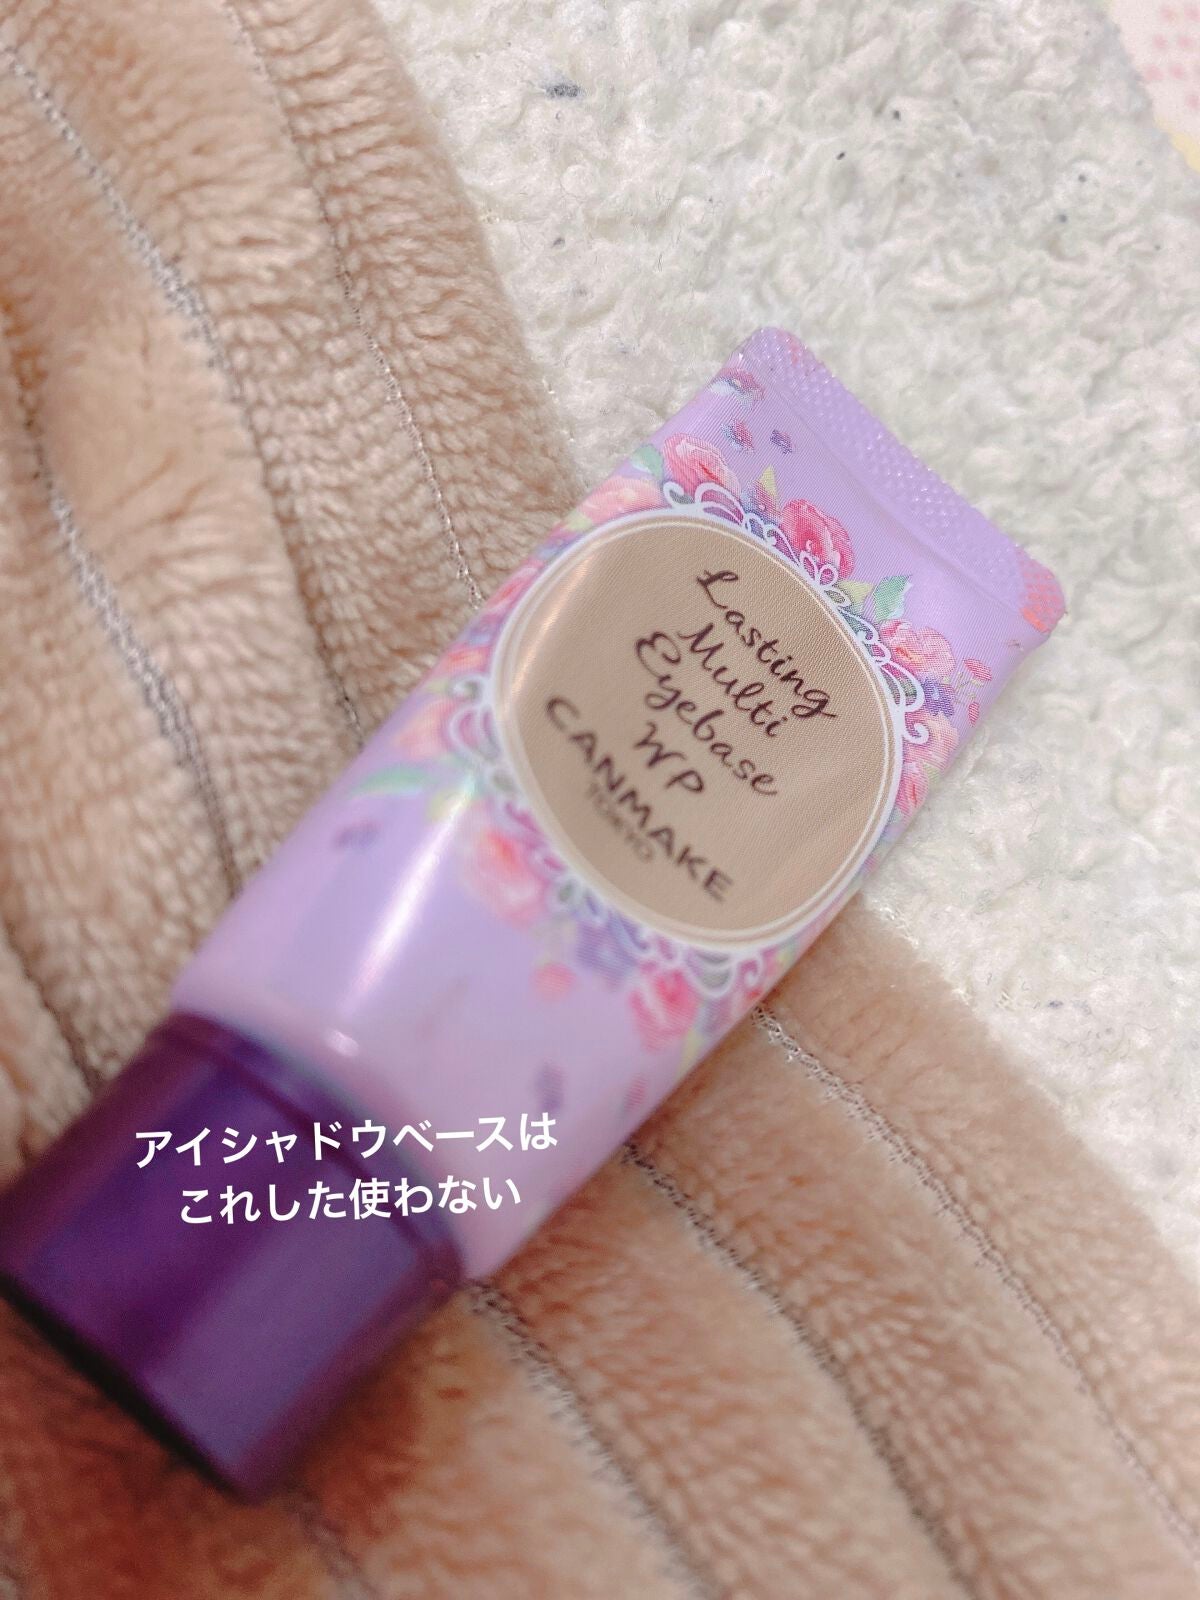 Lasting
Multi
Eyebase
WP
CANMAKE
TOKYO
アイシャドウベースは
これした使わない